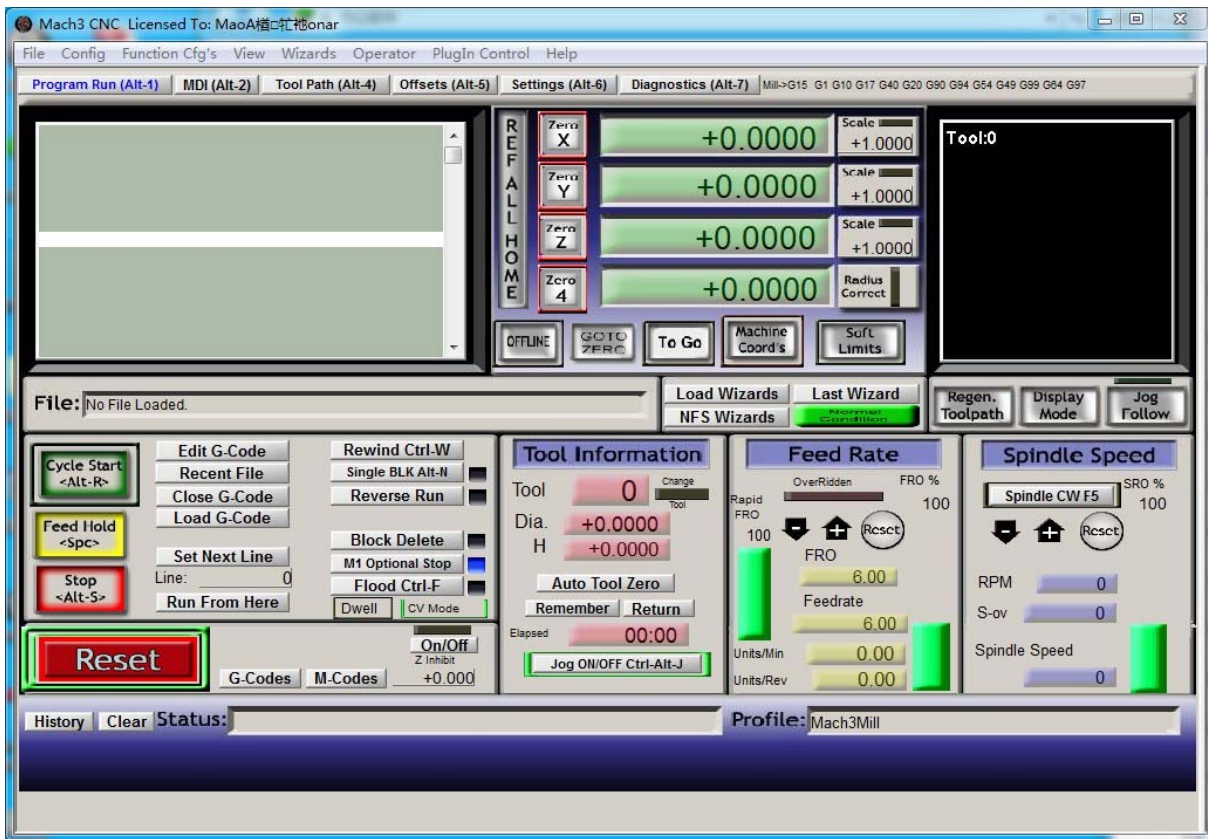 Mach3 CNC Licensed To: MaoA楢□牤祂onar
File Config Function Cfg's View Wizards Operator PlugIn Control Help
Program Run (Alt-1) MDI (Alt-2) Tool Path (Alt-4) Offsets (Alt-5) Settings (Alt-6) Diagnostics (Alt-7) Mill->G15 G1 G10 G17 G40 G20 G90 G94 G54 G49 G99 G64 G97
REF ALL HOME
Zero X +0.0000 Scale +1.0000
Zero Y +0.0000 Scale +1.0000
Zero Z +0.0000 Scale +1.0000
Zero 4 +0.0000 Radius Correct
OFFLINE GOTO ZERO To Go Machine Coord's Soft Limits
Tool:0
File: No File Loaded.
Load Wizards Last Wizard
NFS Wizards Normal Condition
Regen. Toolpath Display Mode Jog Follow
Cycle Start <Alt-R>
Feed Hold <Spc>
Stop <Alt-S>
Edit G-Code
Recent File
Close G-Code
Load G-Code
Set Next Line
Line: 0
Run From Here
Rewind Ctrl-W
Single BLK Alt-N
Reverse Run
Block Delete
M1 Optional Stop
Flood Ctrl-F
Dwell CV Mode
Reset
G-Codes M-Codes
On/Off
Z Inhibit
+0.000
Tool Information
Tool 0 Change Tool
Dia. +0.0000
H +0.0000
Auto Tool Zero
Remember Return
Elapsed 00:00
Jog ON/OFF Ctrl-Alt-J
Feed Rate
OverRidden FRO %
100
Rapid FRO
100
Reset
FRO
6.00
Feedrate
6.00
Units/Min 0.00
Units/Rev 0.00
Spindle Speed
Spindle CW F5 SRO %
100
Reset
RPM 0
S-ov 0
Spindle Speed
0
History Clear Status: Profile: Mach3Mill